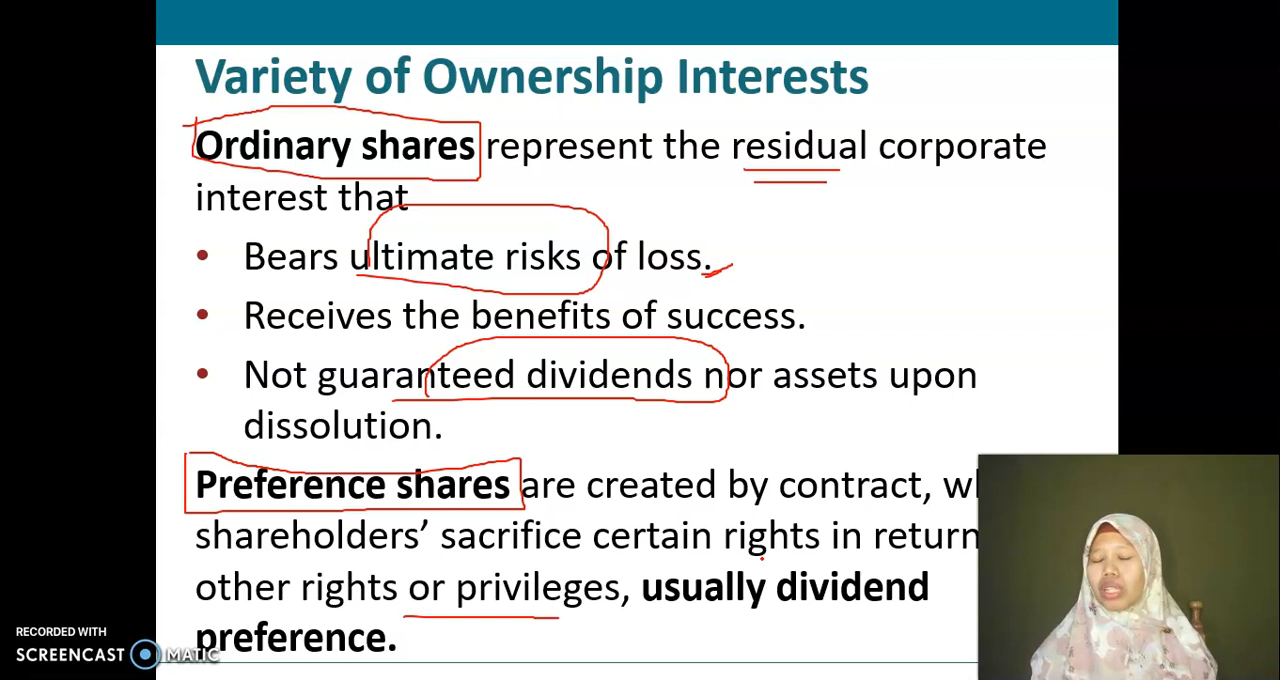 Variety of Ownership Interests
Ordinary shares represent the residual corporate
interest that
• Bears ultimate risks of loss.
• Receives the benefits of success.
• Not guaranteed dividends nor assets upon
dissolution.
Preference shares are created by contract,
shareholders’ sacrifice certain rights in return
other rights or privileges, usually dividend
preference.
RECORDED WITH
SCREENCAST MATIC